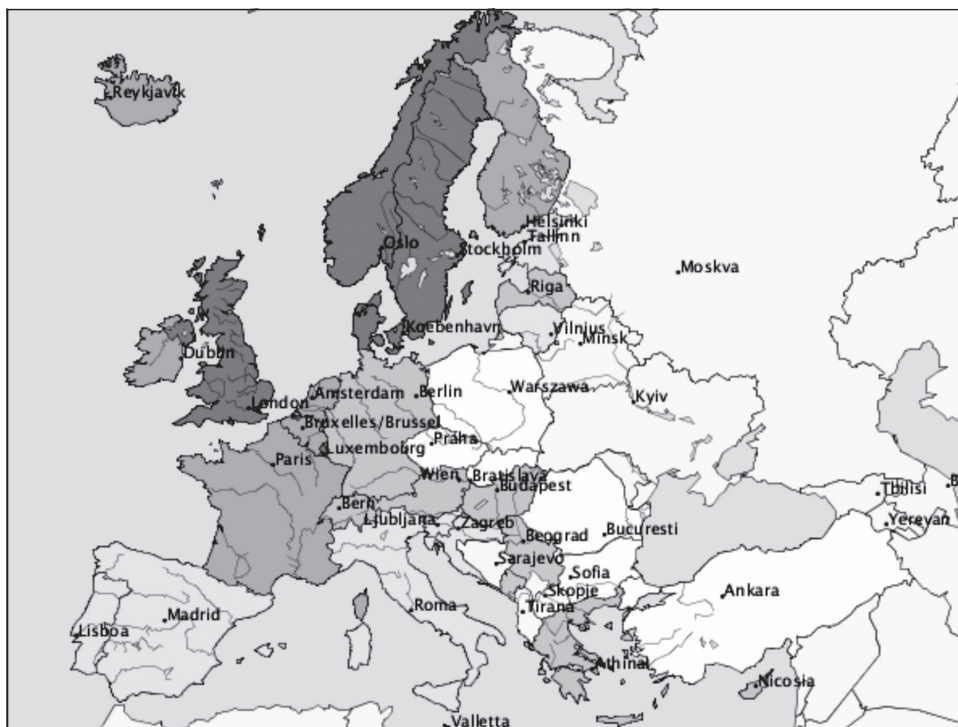 Reykjavik
Helsinki
Tallinn
Oslo
Stockholm
Moskva
Riga
Koebenhavn
Vilnius
Minsk
Dublin
Warszawa
Berlin
Amsterdam
Kyiv
London
Bruxelles/Brussel
Praha
Luxembourg
Paris
Wien
Bratislava
Budapest
Tbilisi
Bern
Ljubljana
Zagreb
Yerevan
Beograd
Bucuresti
Sarajevo
Sofia
Skopje
Ankara
Roma
Tirana
Madrid
Lisboa
Athinai
Nicosia
Valletta